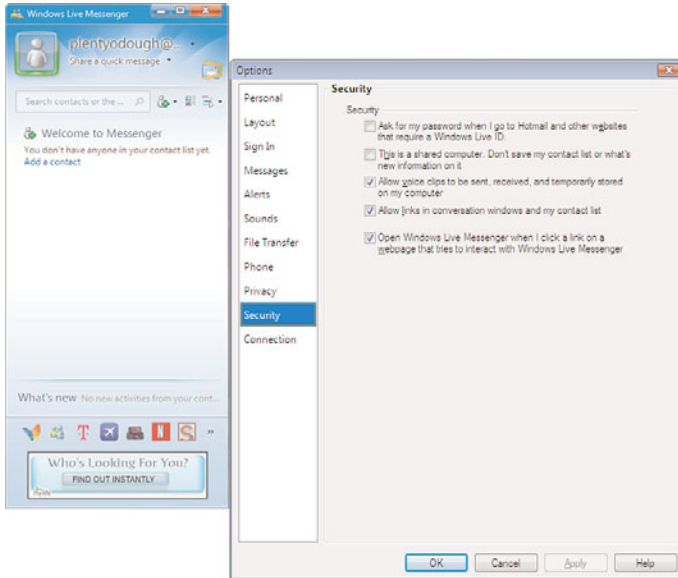 Windows Live Messenger
plentyodough@...
Share a quick message
Search contacts or the ...
Welcome to Messenger
You don't have anyone in your contact list yet.
Add a contact
What's new No new activities from your cont...
T
N
S
»
Who's Looking For You?
FIND OUT INSTANTLY
Options
Personal
Layout
Sign In
Messages
Alerts
Sounds
File Transfer
Phone
Privacy
Security
Connection
Security
Security
Ask for my password when I go to Hotmail and other websites
that require a Windows Live ID.
This is a shared computer. Don't save my contact list or what's
new information on it
Allow voice clips to be sent, received, and temporarily stored
on my computer
Allow links in conversation windows and my contact list
Open Windows Live Messenger when I click a link on a
webpage that tries to interact with Windows Live Messenger
OK
Cancel
Apply
Help